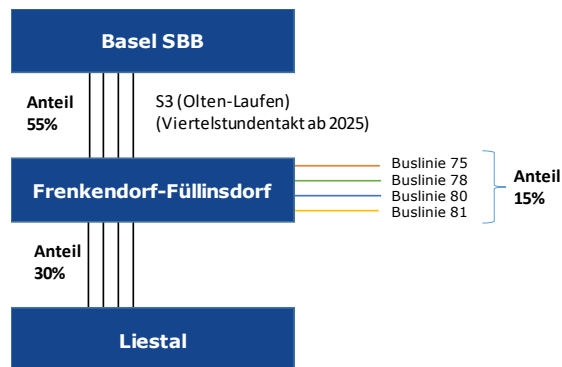 Basel SBB
Anteil
55%
S3 (Olten-Laufen)
(Viertelstundentakt ab 2025)
Frenkendorf-Füllinsdorf
Buslinie 75
Buslinie 78
Buslinie 80
Buslinie 81
Anteil
15%
Anteil
30%
Liestal